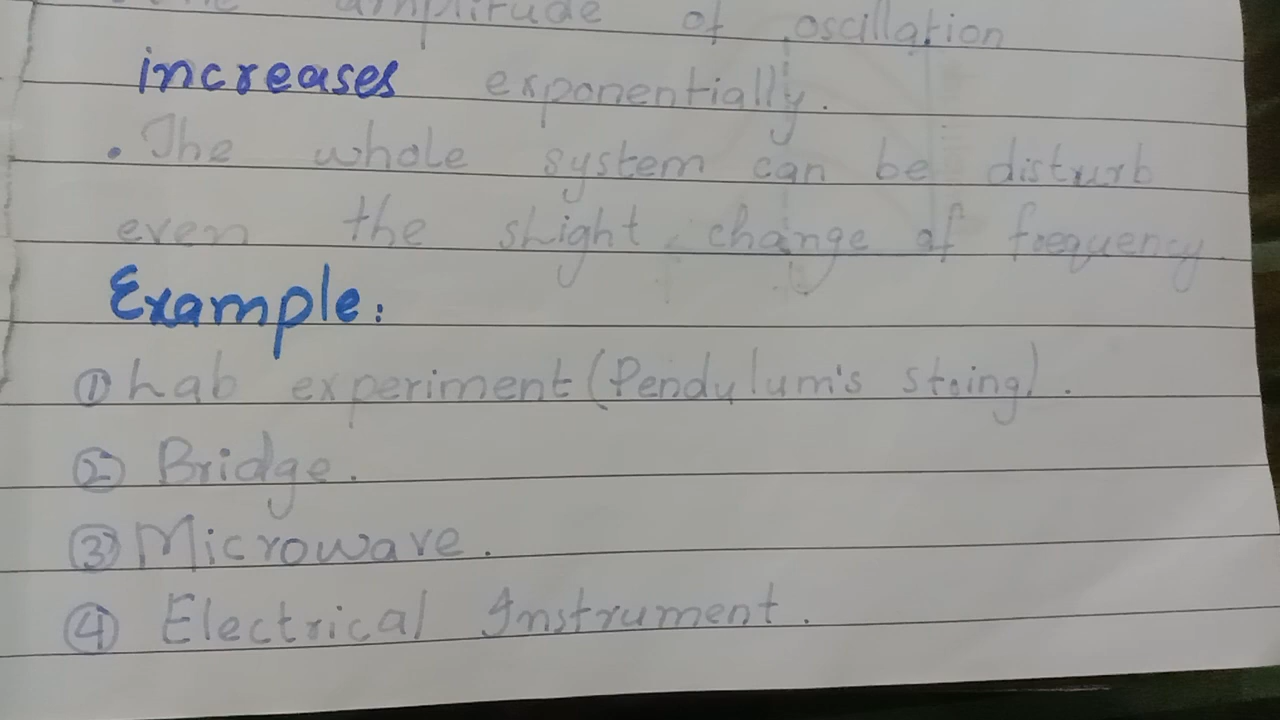 amplitude of oscillation
increases exponentially.
. The whole system can be disturb
even the slight change of frequency.
Example:
① Lab experiment (Pendulum's string).
② Bridge.
③ Microwave.
④ Electrical Instrument.